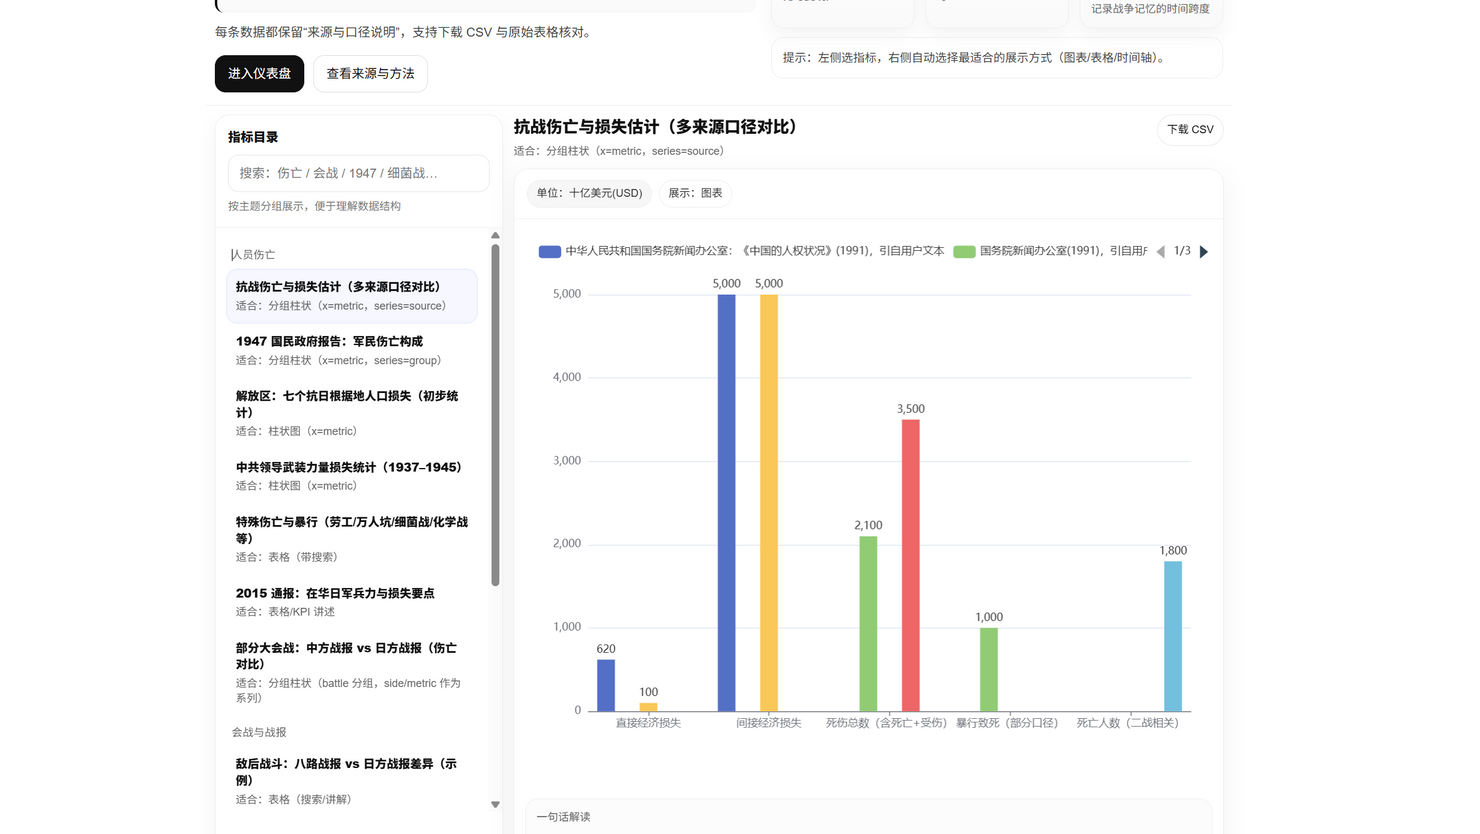 记录战争记忆的时间跨度
每条数据都保留“来源与口径说明”，支持下载 CSV 与原始表格核对。
提示：左侧选指标，右侧自动选择最适合的展示方式（图表/表格/时间轴）。
进入仪表盘
查看来源与方法
指标目录
搜索：伤亡 / 会战 / 1947 / 细菌战…
按主题分组展示，便于理解数据结构
人员伤亡
抗战伤亡与损失估计（多来源口径对比）
适合：分组柱状（x=metric，series=source）
1947 国民政府报告：军民伤亡构成
适合：分组柱状（x=metric，series=group）
解放区：七个抗日根据地人口损失（初步统
计）
适合：柱状图（x=metric）
中共领导武装力量损失统计（1937–1945）
适合：柱状图（x=metric）
特殊伤亡与暴行（劳工/万人坑/细菌战/化学战
等）
适合：表格（带搜索）
2015 通报：在华日军兵力与损失要点
适合：表格/KPI 讲述
部分大会战：中方战报 vs 日方战报（伤亡
对比）
适合：分组柱状（battle 分组，side/metric 作为
系列）
会战与战报
敌后战斗：八路战报 vs 日方战报差异（示
例）
适合：表格（搜索/讲解）
抗战伤亡与损失估计（多来源口径对比）
适合：分组柱状（x=metric，series=source）
下载 CSV
单位：十亿美元(USD)
展示：图表
中华人民共和国国务院新闻办公室：《中国的人权状况》(1991)，引自用户文本
国务院新闻办公室(1991)，引自用户
1/3
5,000
4,000
3,000
2,000
1,000
0
620
100
5,000
5,000
2,100
3,500
1,000
1,800
直接经济损失
间接经济损失
死伤总数（含死亡+受伤）
暴行致死（部分口径）
死亡人数（二战相关）
一句话解读